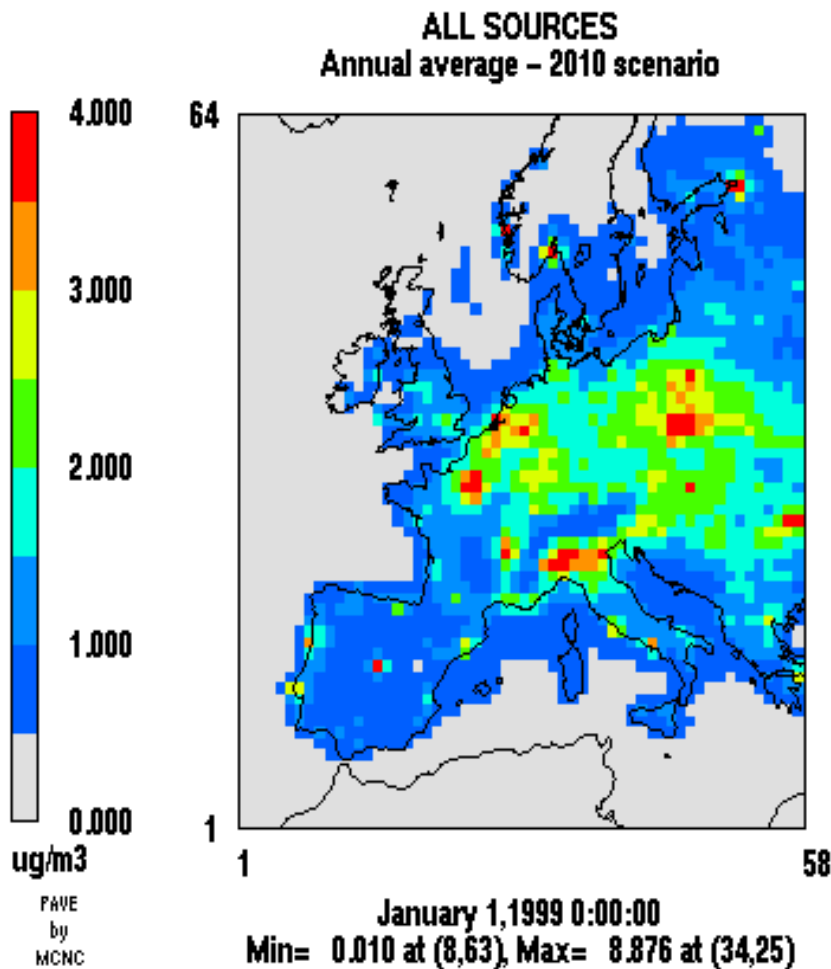 ALL SOURCES
Annual average – 2010 scenario
4.000
3.000
2.000
1.000
0.000
ug/m3
PAVE
by
MCNC
64
1
1
58
January 1,1999 0:00:00
Min= 0.010 at (8,63), Max= 8.876 at (34,25)